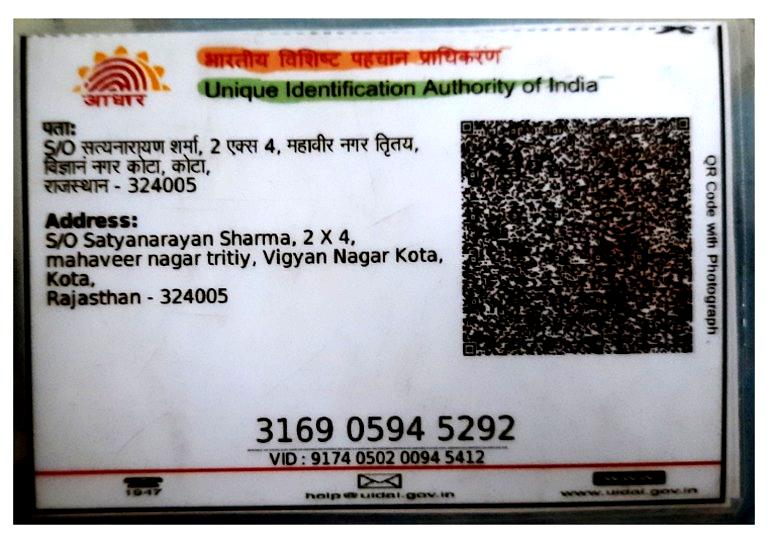 आधार
भारतीय विशिष्ट पहचान प्राधिकरण
Unique Identification Authority of India
पता:
S/O सत्यनारायण शर्मा, 2 एक्स 4, महावीर नगर त्रितय,
विज्ञानं नगर कोटा, कोटा,
राजस्थान - 324005
Address:
S/O Satyanarayan Sharma, 2 X 4,
mahaveer nagar tritiy, Vigyan Nagar Kota,
Kota,
Rajasthan - 324005
QR Code with Photograph
3169 0594 5292
VID : 9174 0502 0094 5412
1947
help@uidai.gov.in
www.uidai.gov.in